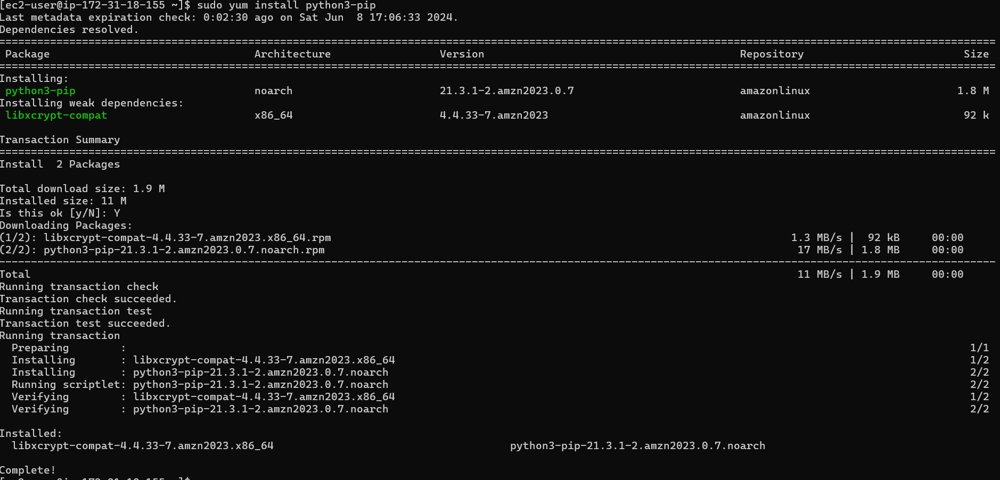 [ec2-user@ip-172-31-18-155 ~]$ sudo yum install python3-pip
Last metadata expiration check: 0:02:30 ago on Sat Jun  8 17:06:33 2024.
Dependencies resolved.
Package Architecture Version Repository Size
Installing:
python3-pip noarch 21.3.1-2.amzn2023.0.7 amazonlinux 1.8 M
Installing weak dependencies:
libxcrypt-compat x86_64 4.4.33-7.amzn2023 amazonlinux 92 k
Transaction Summary
Install  2 Packages
Total download size: 1.9 M
Installed size: 11 M
Is this ok [y/N]: Y
Downloading Packages:
(1/2): libxcrypt-compat-4.4.33-7.amzn2023.x86_64.rpm 1.3 MB/s |  92 kB 00:00
(2/2): python3-pip-21.3.1-2.amzn2023.0.7.noarch.rpm 17 MB/s | 1.8 MB 00:00
Total 11 MB/s | 1.9 MB 00:00
Running transaction check
Transaction check succeeded.
Running transaction test
Transaction test succeeded.
Running transaction
Preparing : 1/1
Installing : libxcrypt-compat-4.4.33-7.amzn2023.x86_64 1/2
Installing : python3-pip-21.3.1-2.amzn2023.0.7.noarch 2/2
Running scriptlet: python3-pip-21.3.1-2.amzn2023.0.7.noarch 2/2
Verifying : libxcrypt-compat-4.4.33-7.amzn2023.x86_64 1/2
Verifying : python3-pip-21.3.1-2.amzn2023.0.7.noarch 2/2
Installed:
libxcrypt-compat-4.4.33-7.amzn2023.x86_64 python3-pip-21.3.1-2.amzn2023.0.7.noarch
Complete!